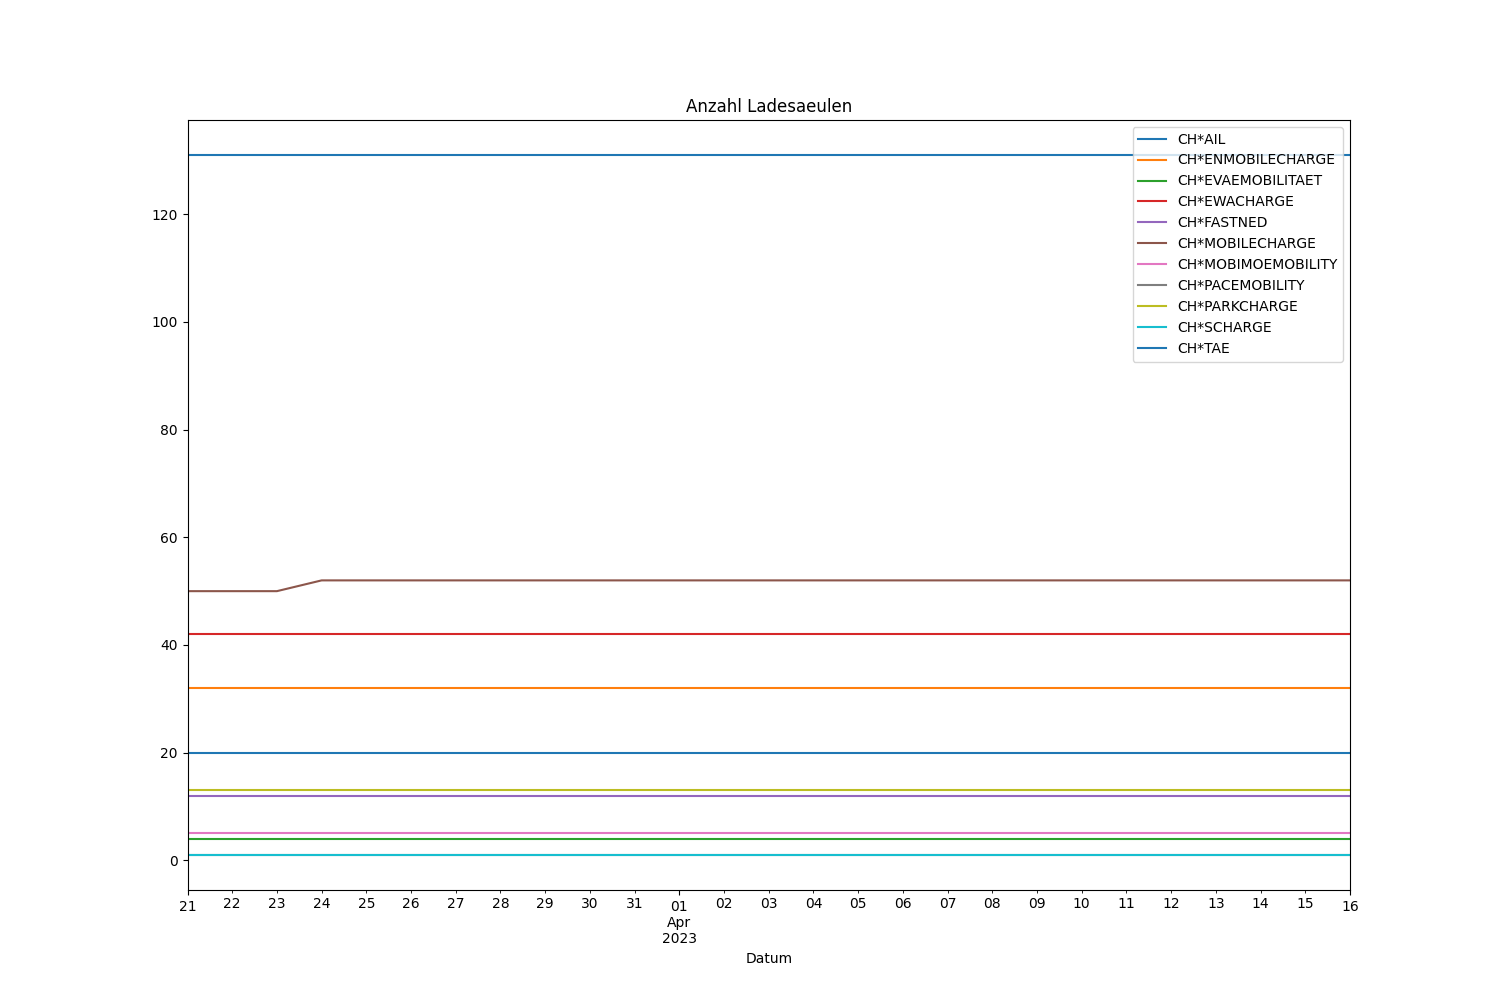 Anzahl Ladesaeulen
CH*AIL
CH*ENMOBILECHARGE
CH*EVAEMOBILITAET
CH*EWACHARGE
CH*FASTNED
CH*MOBILECHARGE
CH*MOBIMOEMOBILITY
CH*PACEMOBILITY
CH*PARKCHARGE
CH*SCHARGE
CH*TAE
120
100
80
60
40
20
0
21 22 23 24 25 26 27 28 29 30 31 01 02 03 04 05 06 07 08 09 10 11 12 13 14 15 16
Apr
2023
Datum